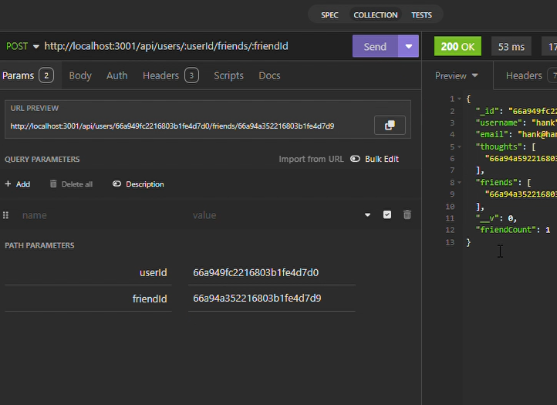 SPEC COLLECTION TESTS
POST http://localhost:3001/api/users/:userId/friends/:friendId Send 200 OK 53 ms
Params 2 Body Auth Headers 3 Scripts Docs Preview Headers
URL PREVIEW
http://localhost:3001/api/users/66a949fc2216803b1fe4d7d0/friends/66a94a352216803b1fe4d7d9
QUERY PARAMETERS Import from URL Bulk Edit
+ Add Delete all Description
name value
PATH PARAMETERS
userId 66a949fc2216803b1fe4d7d0
friendId 66a94a352216803b1fe4d7d9
1 {
2 "_id": "66a949fc22
3 "username": "hank"
4 "email": "hank@han
5 "thoughts": [
6 "66a94a59221680
7 ],
8 "friends": [
9 "66a94a35221680
10 ],
11 "__v": 0,
12 "friendCount": 1
13 }